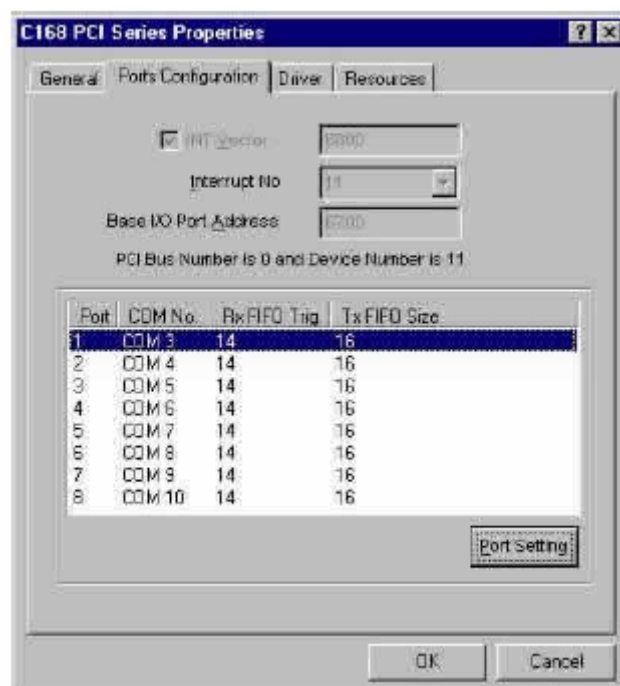 C168 PCI Series Properties
General Ports Configuration Driver Resources
INT Vector
Interrupt No 11
Base I/O Port Address
PCI Bus Number is 0 and Device Number is 11
Port COM No. Rx FIFO Trig Tx FIFO Size
1 COM 3 14 16
2 COM 4 14 16
3 COM 5 14 16
4 COM 6 14 16
5 COM 7 14 16
6 COM 8 14 16
7 COM 9 14 16
8 COM 10 14 16
Port Setting
OK Cancel